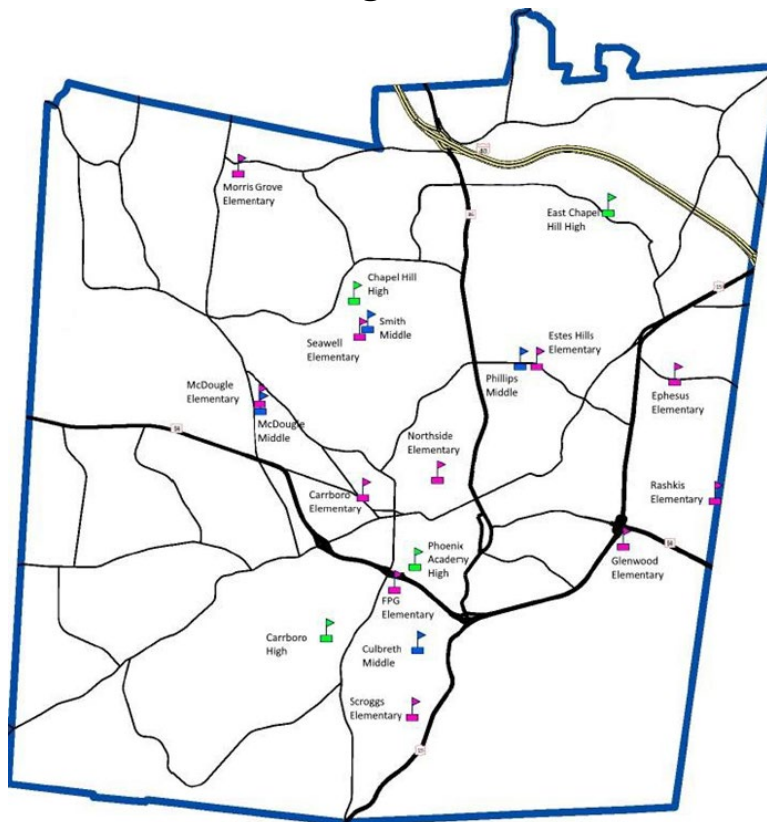 Morris Grove
Elementary
East Chapel
Hill High
Chapel Hill
High
Smith
Middle
Seawell
Elementary
Estes Hills
Elementary
Phillips
Middle
McDougle
Elementary
McDougle
Middle
Ephesus
Elementary
Northside
Elementary
Carrboro
Elementary
Rashkis
Elementary
Phoenix
Academy
High
Glenwood
Elementary
FPG
Elementary
Carrboro
High
Culbreth
Middle
Scroggs
Elementary